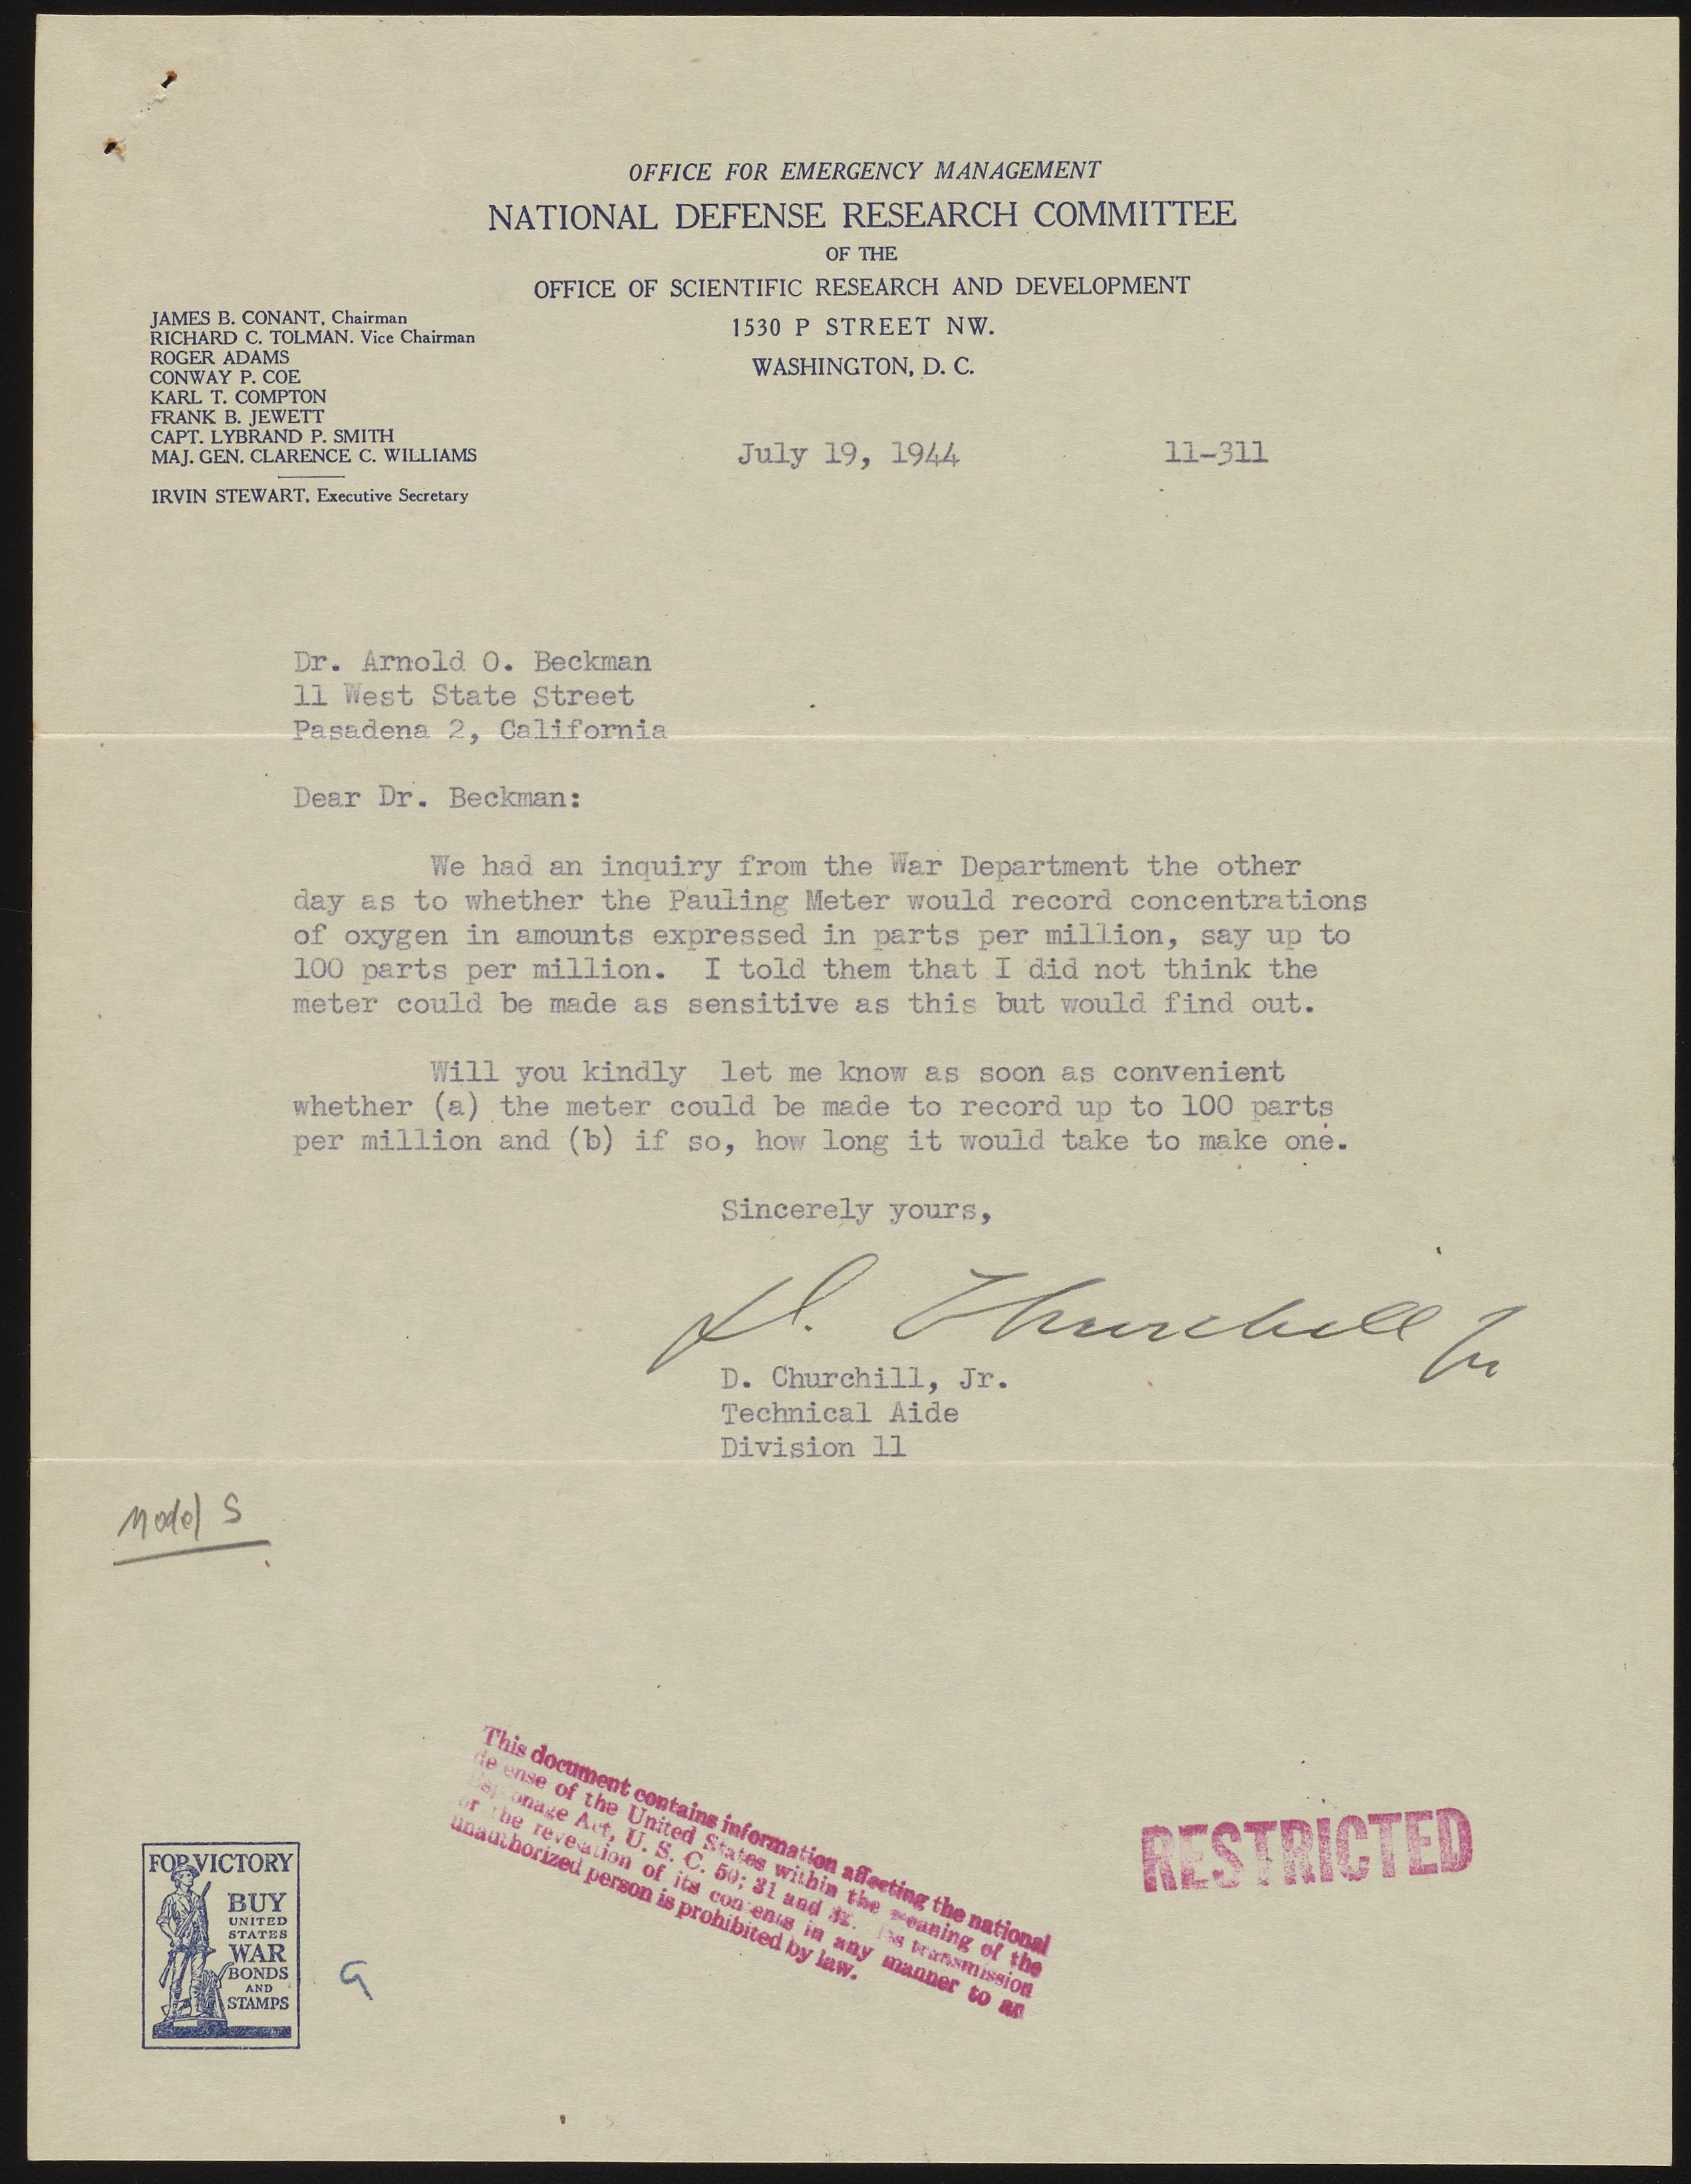 OFFICE FOR EMERGENCY MANAGEMENT
NATIONAL DEFENSE RESEARCH COMMITTEE
OF THE
OFFICE OF SCIENTIFIC RESEARCH AND DEVELOPMENT
1530 P STREET NW.
WASHINGTON, D. C.
JAMES B. CONANT, Chairman
RICHARD C. TOLMAN. Vice Chairman
ROGER ADAMS
CONWAY P. COE
KARL T. COMPTON
FRANK B. JEWETT
CAPT. LYBRAND P. SMITH
MAJ. GEN. CLARENCE C. WILLIAMS
IRVIN STEWART, Executive Secretary
July 19, 1944 11-311
Dr. Arnold O. Beckman
11 West State Street
Pasadena 2, California
Dear Dr. Beckman:
We had an inquiry from the War Department the other
day as to whether the Pauling Meter would record concentrations
of oxygen in amounts expressed in parts per million, say up to
100 parts per million. I told them that I did not think the
meter could be made as sensitive as this but would find out.
Will you kindly let me know as soon as convenient
whether (a) the meter could be made to record up to 100 parts
per million and (b) if so, how long it would take to make one.
Sincerely yours,
D. Churchill Jr
D. Churchill, Jr.
Technical Aide
Division 11
Model S
This document contains information affecting the national
defense of the United States within the meaning of the
Espionage Act, U. S. C. 50; 31 and 32. Its transmission
or the revelation of its contents in any manner to an
unauthorized person is prohibited by law.
RESTRICTED
FOR VICTORY
BUY
UNITED
STATES
WAR
BONDS
AND
STAMPS